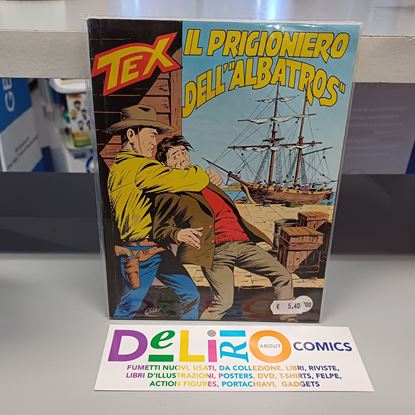 TEX
IL PRIGIONIERO
DELL'"ALBATROS"
€ 5,40
DeLiRiO
ABOUT
COMICS
FUMETTI NUOVI, USATI, DA COLLEZIONE, LIBRI, RIVISTE,
LIBRI D'ILLUSTRAZIONI, POSTERS, DVD, T-SHIRTS, FELPE,
ACTION FIGURES, PORTACHIAVI, GADGETS